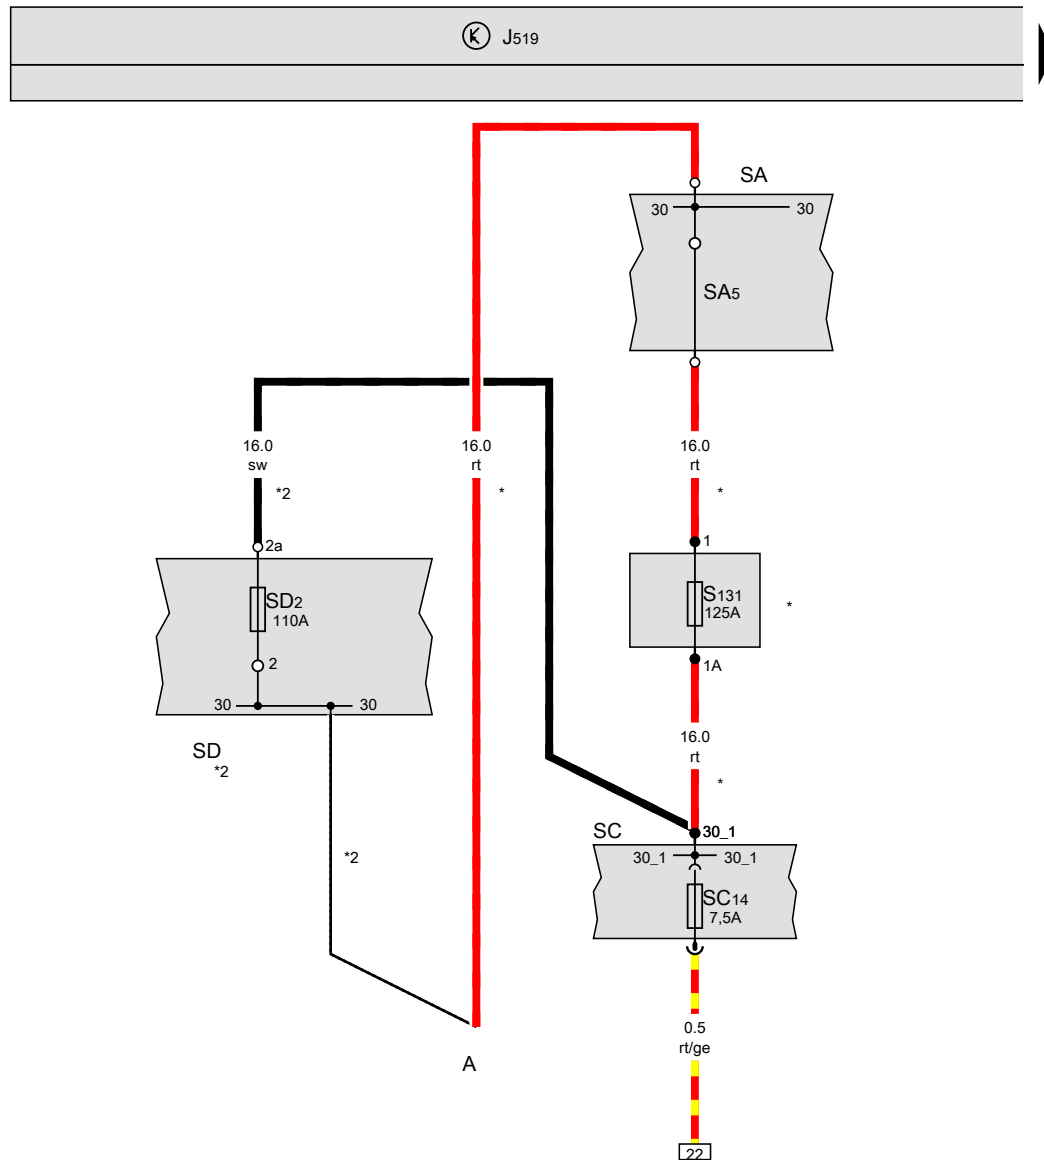 J519
SA
30 30
SA5
16.0
sw
*2
16.0
rt
*
16.0
rt
*
2a
1
SD2
110A
S131
125A
*
2
1A
30 30
SD
*2
16.0
rt
*
SC
30_1
30_1 30_1
*2
SC14
7,5A
0.5
rt/ge
A
22